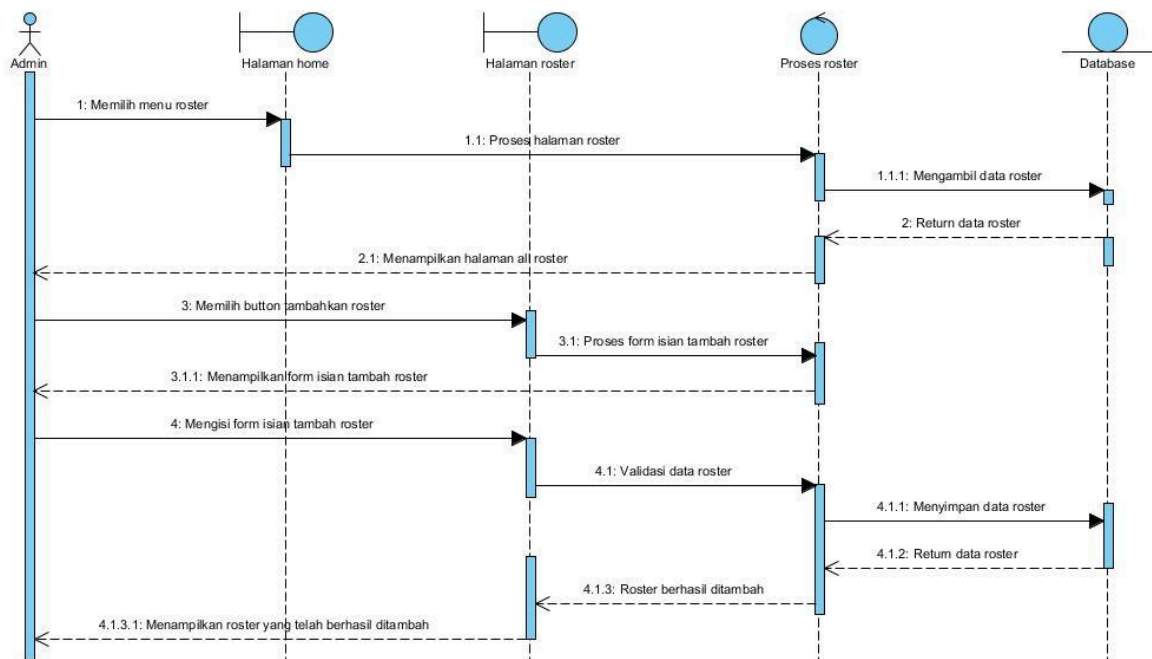 Admin
Halaman home
Halaman roster
Proses roster
Database
1: Memilih menu roster
1.1: Proses halaman roster
1.1.1: Mengambil data roster
2: Return data roster
2.1: Menampilkan halaman all roster
3: Memilih button tambahkan roster
3.1: Proses form isian tambah roster
3.1.1: Menampilkan form isian tambah roster
4: Mengisi form isian tambah roster
4.1: Validasi data roster
4.1.1: Menyimpan data roster
4.1.2: Return data roster
4.1.3: Roster berhasil ditambah
4.1.3.1: Menampilkan roster yang telah berhasil ditambah